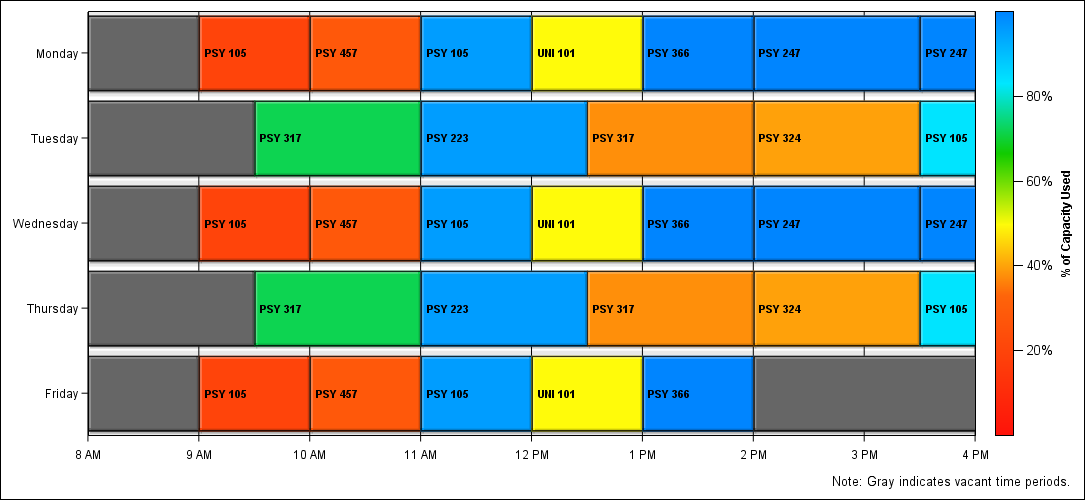 Monday PSY 105 PSY 457 PSY 105 UNI 101 PSY 366 PSY 247 PSY 247
Tuesday PSY 317 PSY 223 PSY 317 PSY 324 PSY 105
Wednesday PSY 105 PSY 457 PSY 105 UNI 101 PSY 366 PSY 247 PSY 247
Thursday PSY 317 PSY 223 PSY 317 PSY 324 PSY 105
Friday PSY 105 PSY 457 PSY 105 UNI 101 PSY 366
8 AM 9 AM 10 AM 11 AM 12 PM 1 PM 2 PM 3 PM 4 PM
80%
60%
40%
20%
% of Capacity Used
Note: Gray indicates vacant time periods.